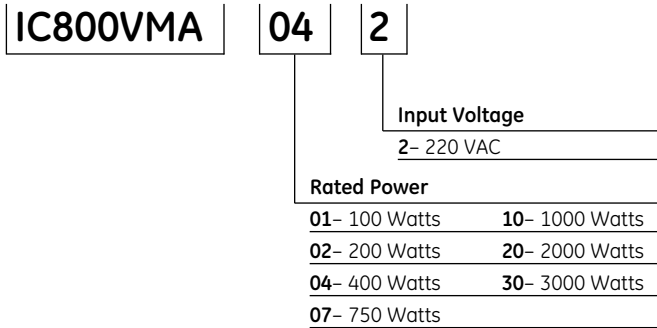 IC800VMA 04 2
Input Voltage
2– 220 VAC
Rated Power
01– 100 Watts 10– 1000 Watts
02– 200 Watts 20– 2000 Watts
04– 400 Watts 30– 3000 Watts
07– 750 Watts